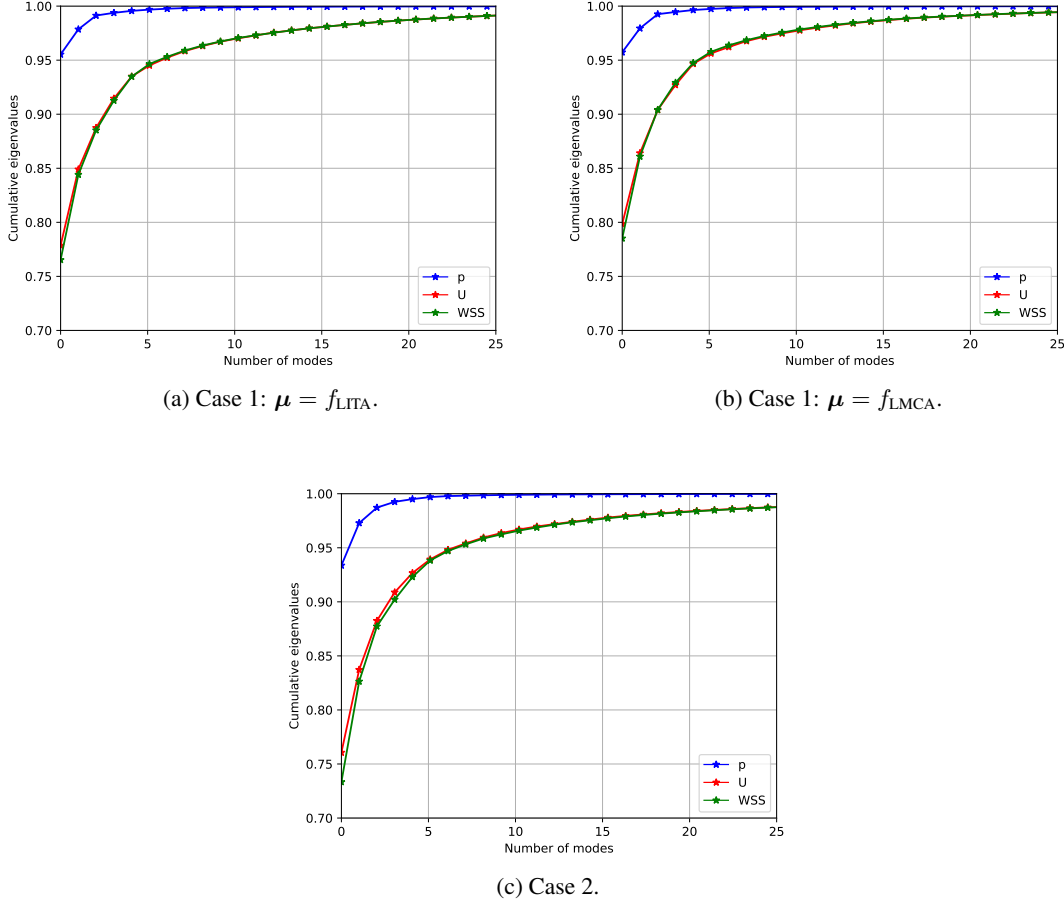 1.00
0.95
0.90
0.85
0.80
0.75
0.70
Cumulative eigenvalues
0
5
10
15
20
25
Number of modes
p
U
WSS
(a) Case 1: μ = f_LITA.
1.00
0.95
0.90
0.85
0.80
0.75
0.70
Cumulative eigenvalues
0
5
10
15
20
25
Number of modes
p
U
WSS
(b) Case 1: μ = f_LMCA.
1.00
0.95
0.90
0.85
0.80
0.75
0.70
Cumulative eigenvalues
0
5
10
15
20
25
Number of modes
p
U
WSS
(c) Case 2.